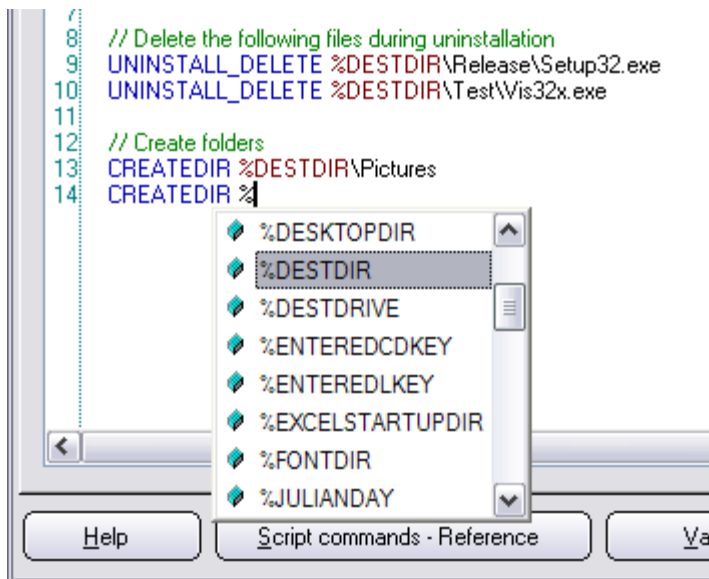 7
8 // Delete the following files during uninstallation
9 UNINSTALL_DELETE %DESTDIR\Release\Setup32.exe
10 UNINSTALL_DELETE %DESTDIR\Test\Vis32x.exe
11
12 // Create folders
13 CREATEDIR %DESTDIR\Pictures
14 CREATEDIR %
%DESKTOPDIR
%DESTDIR
%DESTDRIVE
%ENTEREDCDKEY
%ENTEREDLKEY
%EXCELSTARTUPDIR
%FONTDIR
%JULIANDAY
Help Script commands - Reference Va